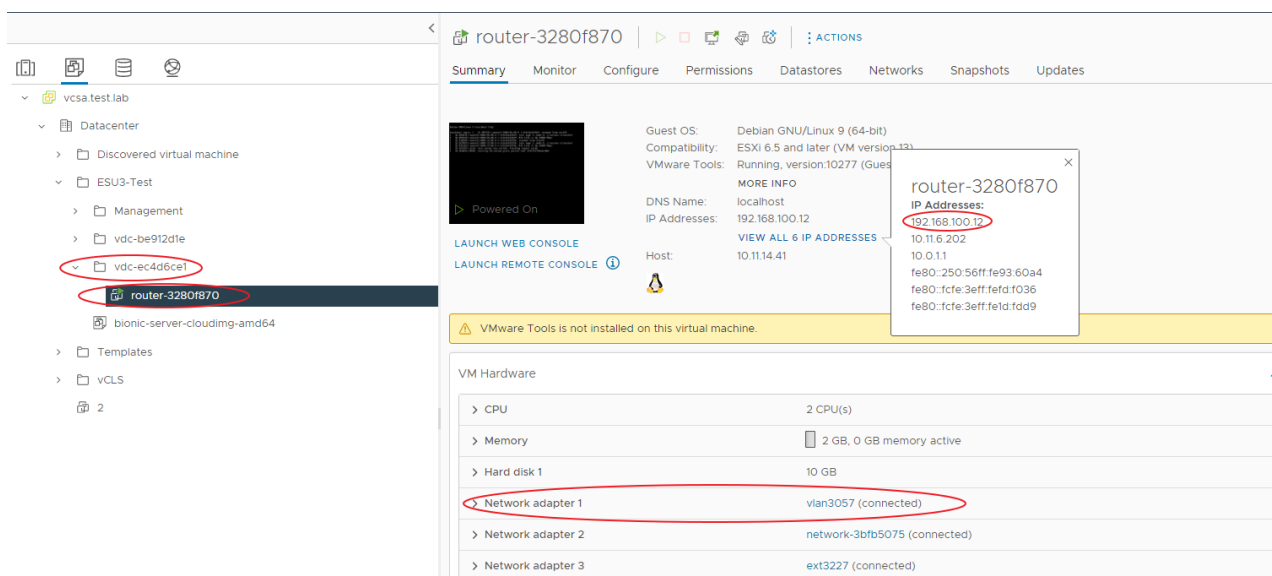 router-3280f870
ACTIONS
Summary Monitor Configure Permissions Datastores Networks Snapshots Updates
vcsa.test.lab
Datacenter
Discovered virtual machine
ESU3-Test
Management
vdc-be912d1e
vdc-ec4d6ce1
router-3280f870
bionic-server-cloudimg-amd64
Templates
vCLS
2
Powered On
LAUNCH WEB CONSOLE
LAUNCH REMOTE CONSOLE
Guest OS: Debian GNU/Linux 9 (64-bit)
Compatibility: ESXi 6.5 and later (VM version 13)
VMware Tools: Running, version:10277 (Gues
MORE INFO
DNS Name: localhost
IP Addresses: 192.168.100.12
VIEW ALL 6 IP ADDRESSES
Host: 10.11.14.41
router-3280f870
IP Addresses:
192.168.100.12
10.11.6.202
10.0.1.1
fe80::250:56ff:fe93:60a4
fe80::fcfe:3eff:fefd:f036
fe80::fcfe:3eff:fe1d:fdd9
VMware Tools is not installed on this virtual machine.
VM Hardware
CPU 2 CPU(s)
Memory 2 GB, 0 GB memory active
Hard disk 1 10 GB
Network adapter 1 vlan3057 (connected)
Network adapter 2 network-3bfb5075 (connected)
Network adapter 3 ext3227 (connected)